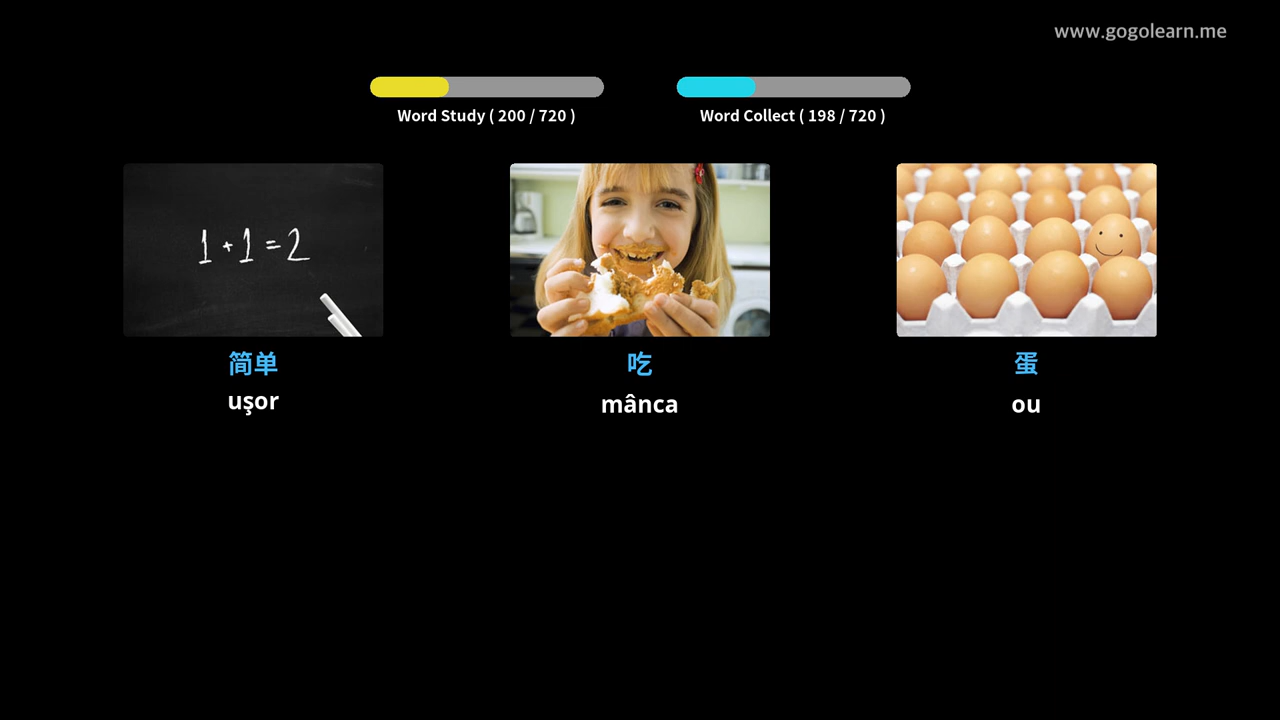 www.gogolearn.me
Word Study ( 200 / 720 )
Word Collect ( 198 / 720 )
1 + 1 = 2
简单
吃
蛋
uşor
mânca
ou